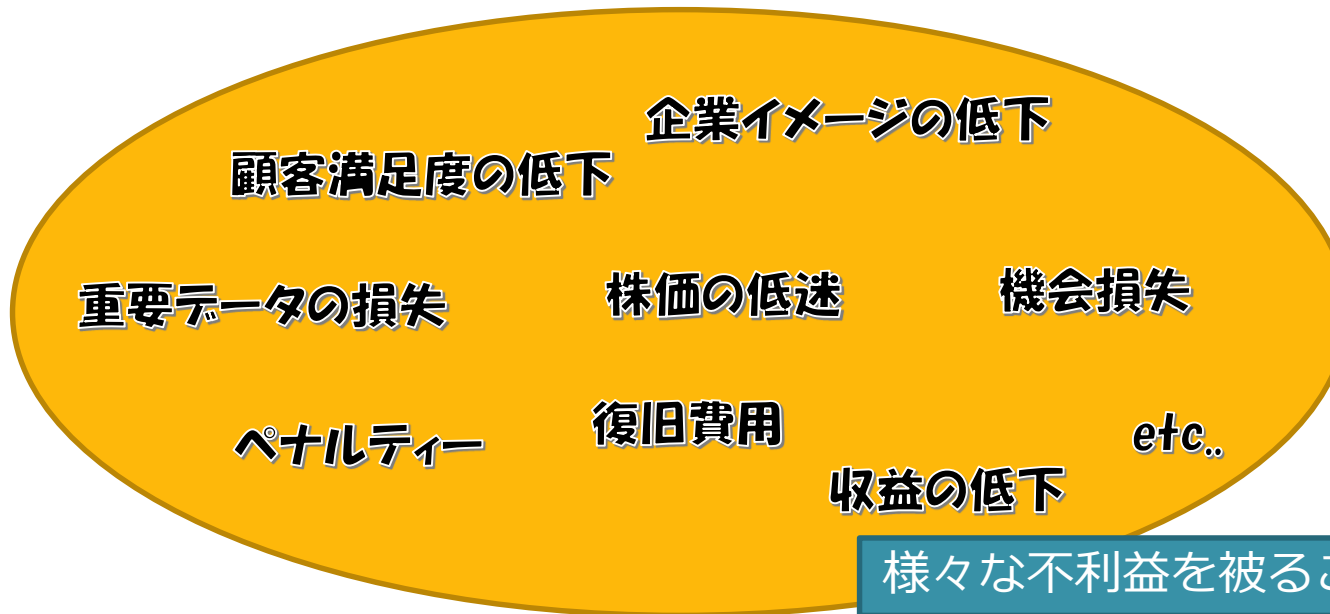 企業イメージの低下
顧客満足度の低下
重要データの損失
株価の低迷
機会損失
ペナルティー
復旧費用
etc..
収益の低下
様々な不利益を被る